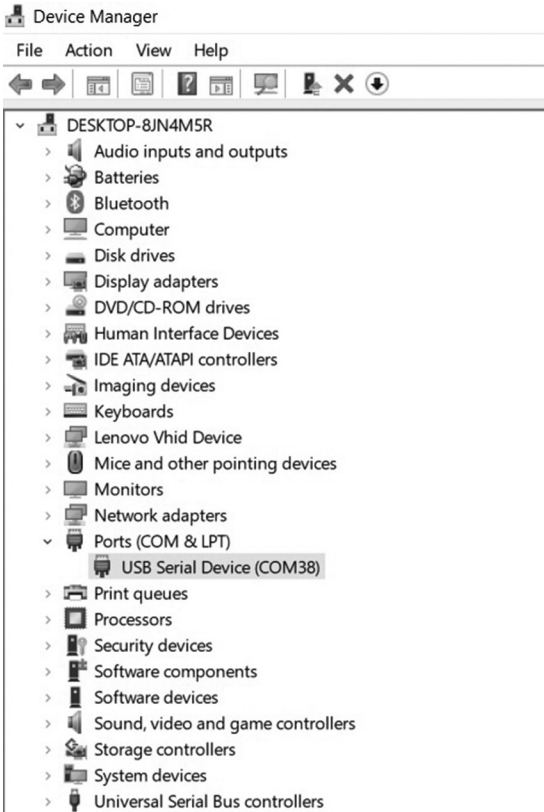 Device Manager
File Action View Help
DESKTOP-8JN4M5R
Audio inputs and outputs
Batteries
Bluetooth
Computer
Disk drives
Display adapters
DVD/CD-ROM drives
Human Interface Devices
IDE ATA/ATAPI controllers
Imaging devices
Keyboards
Lenovo Vhid Device
Mice and other pointing devices
Monitors
Network adapters
Ports (COM & LPT)
USB Serial Device (COM38)
Print queues
Processors
Security devices
Software components
Software devices
Sound, video and game controllers
Storage controllers
System devices
Universal Serial Bus controllers